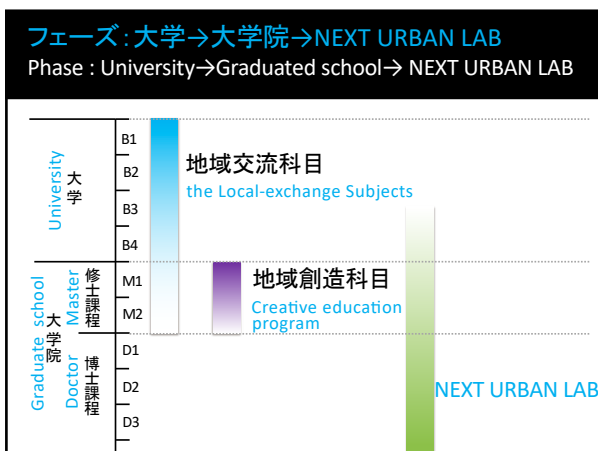 フェーズ：大学→大学院→NEXT URBAN LAB
Phase : University→Graduated school→ NEXT URBAN LAB
University
大学
B1
B2
B3
B4
地域交流科目
the Local-exchange Subjects
Graduate school
大学院
Master
修士課程
M1
M2
地域創造科目
Creative education
program
Doctor
博士課程
D1
D2
D3
NEXT URBAN LAB